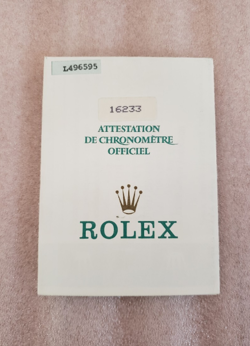 L496595
16233
ATTESTATION
DE CHRONOMÈTRE
OFFICIEL
ROLEX